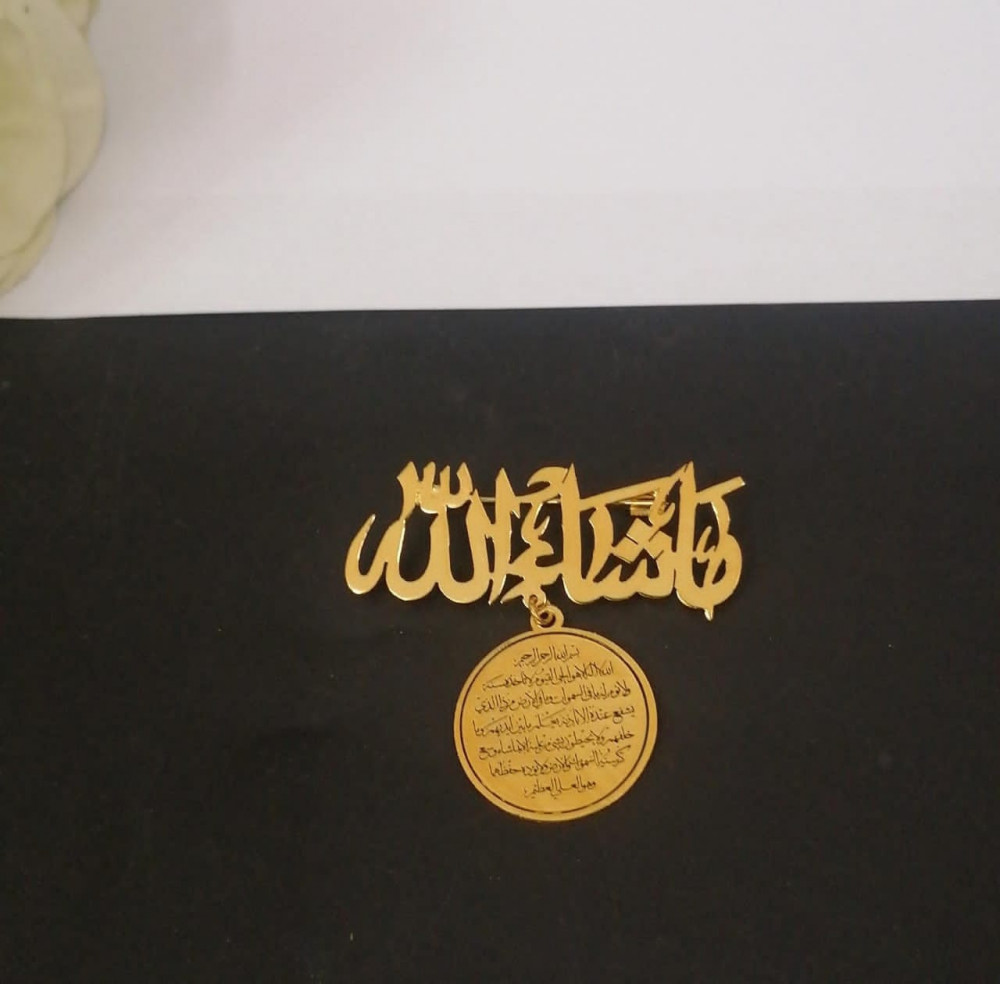 ما شاء الله
بسم الله الرحمن الرحيم
الله لا إله إلا هو الحي القيوم لا تأخذه سنة
ولا نوم له ما في السموات وما في الأرض من ذا الذي
يشفع عنده إلا بإذنه يعلم ما بين أيديهم وما
خلفهم ولا يحيطون بشيء من علمه إلا بما شاء وسع
كرسيه السموات والأرض ولا يؤده حفظهما
وهو العلي العظيم